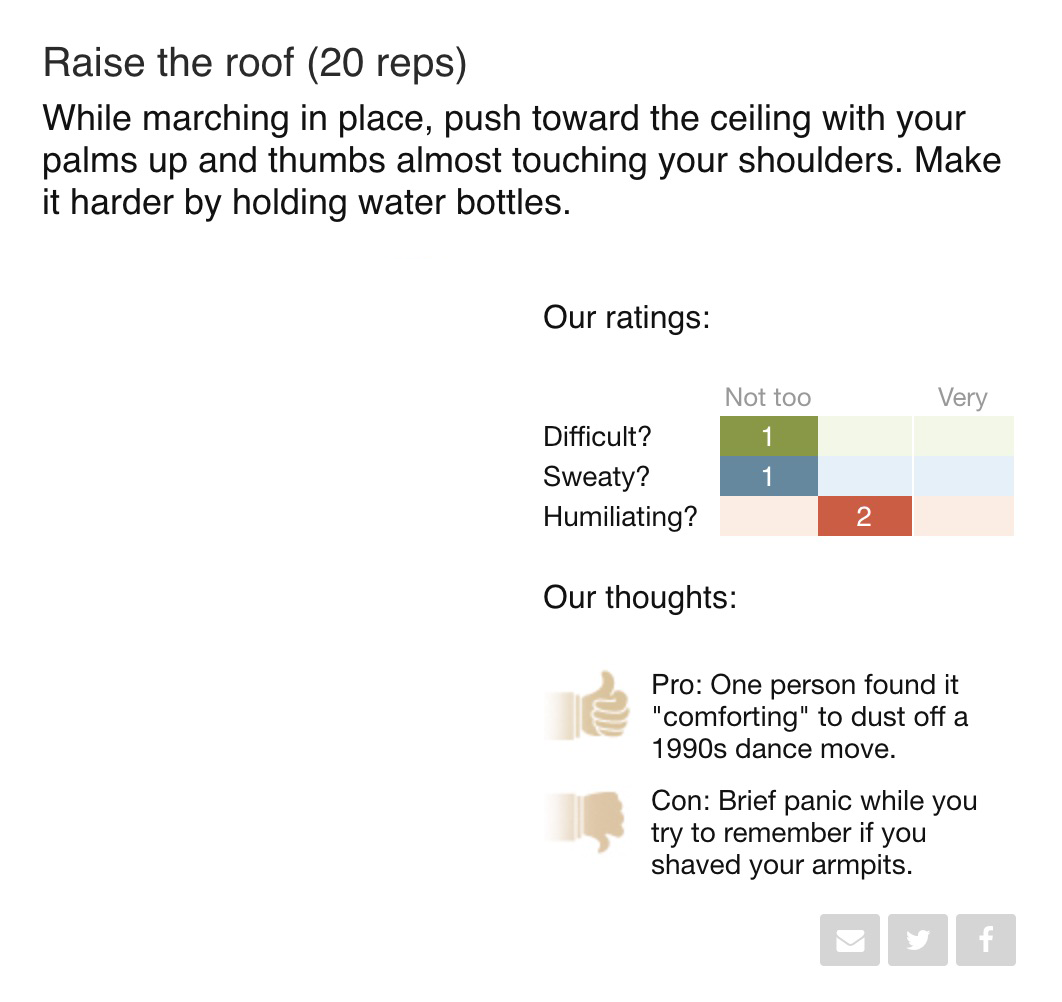 Raise the roof (20 reps)
While marching in place, push toward the ceiling with your
palms up and thumbs almost touching your shoulders. Make
it harder by holding water bottles.
Our ratings:
Not too Very
Difficult? 1
Sweaty? 1
Humiliating? 2
Our thoughts:
Pro: One person found it
"comforting" to dust off a
1990s dance move.
Con: Brief panic while you
try to remember if you
shaved your armpits.